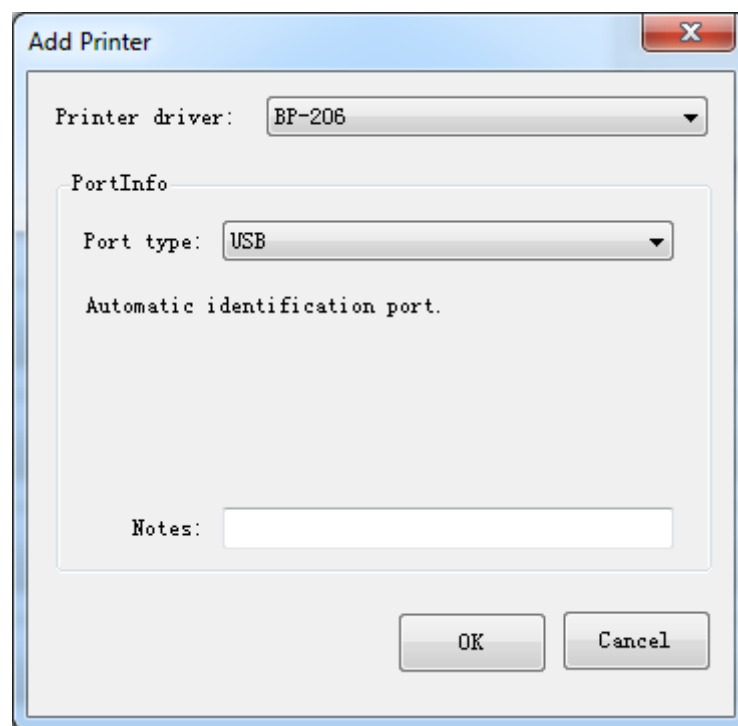 Add Printer
Printer driver: BP-206
PortInfo
Port type: USB
Automatic identification port.
Notes:
OK Cancel